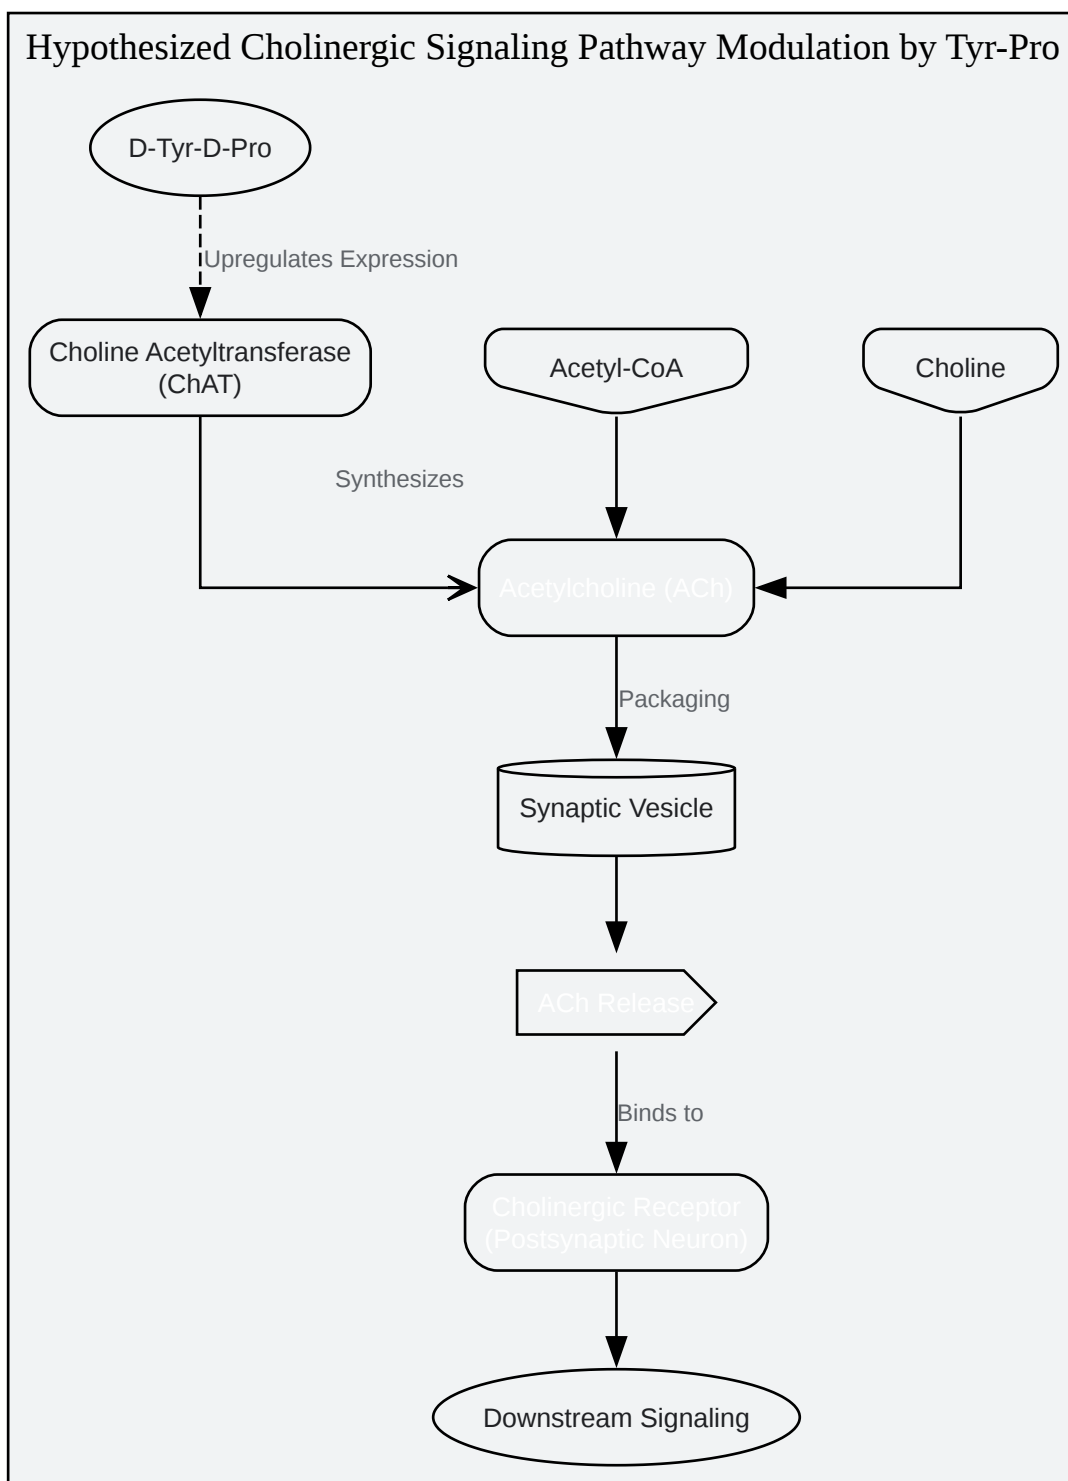 Hypothesized Cholinergic Signaling Pathway Modulation by Tyr-Pro
D-Tyr-D-Pro
Upregulates Expression
Choline Acetyltransferase
(ChAT)
Acetyl-CoA
Choline
Synthesizes
Acetylcholine (ACh)
Packaging
Synaptic Vesicle
ACh Release
Binds to
Cholinergic Receptor
(Postsynaptic Neuron)
Downstream Signaling